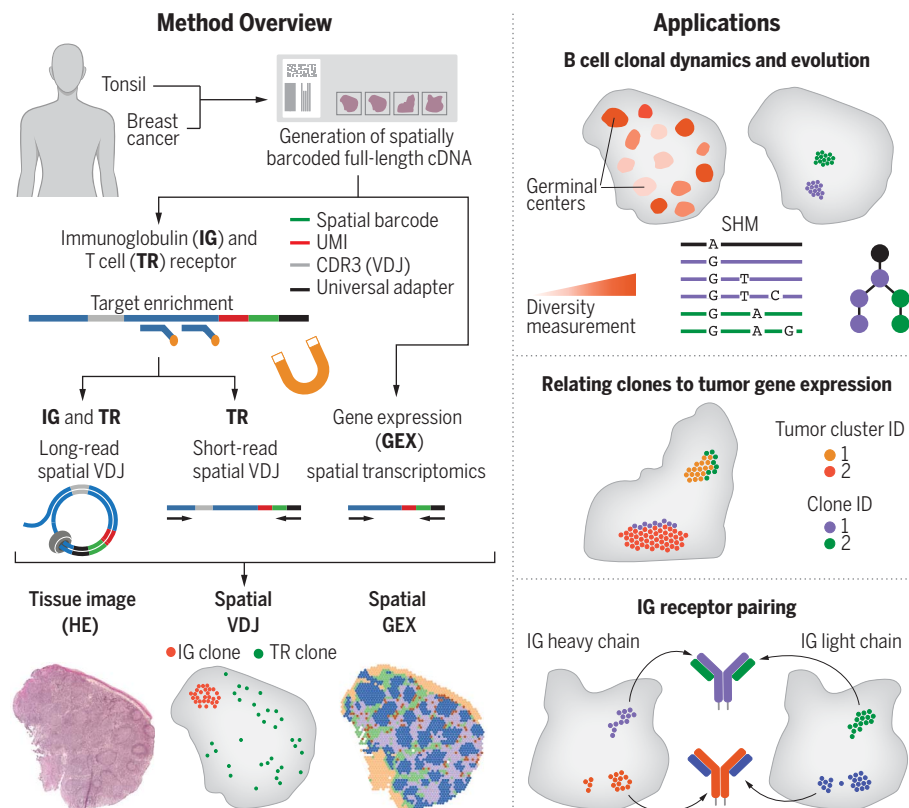 Method Overview
Tonsil
Breast
cancer
Generation of spatially
barcoded full-length cDNA
Immunoglobulin (IG) and
T cell (TR) receptor
Spatial barcode
UMI
CDR3 (VDJ)
Universal adapter
Target enrichment
IG and TR
Long-read
spatial VDJ
TR
Short-read
spatial VDJ
Gene expression
(GEX)
spatial transcriptomics
Tissue image
(HE)
Spatial
VDJ
IG clone
TR clone
Spatial
GEX
Applications
B cell clonal dynamics and evolution
Germinal
centers
SHM
A
G
G T
G T C
G A
G A G
Diversity
measurement
Relating clones to tumor gene expression
Tumor cluster ID
1
2
Clone ID
1
2
IG receptor pairing
IG heavy chain
IG light chain